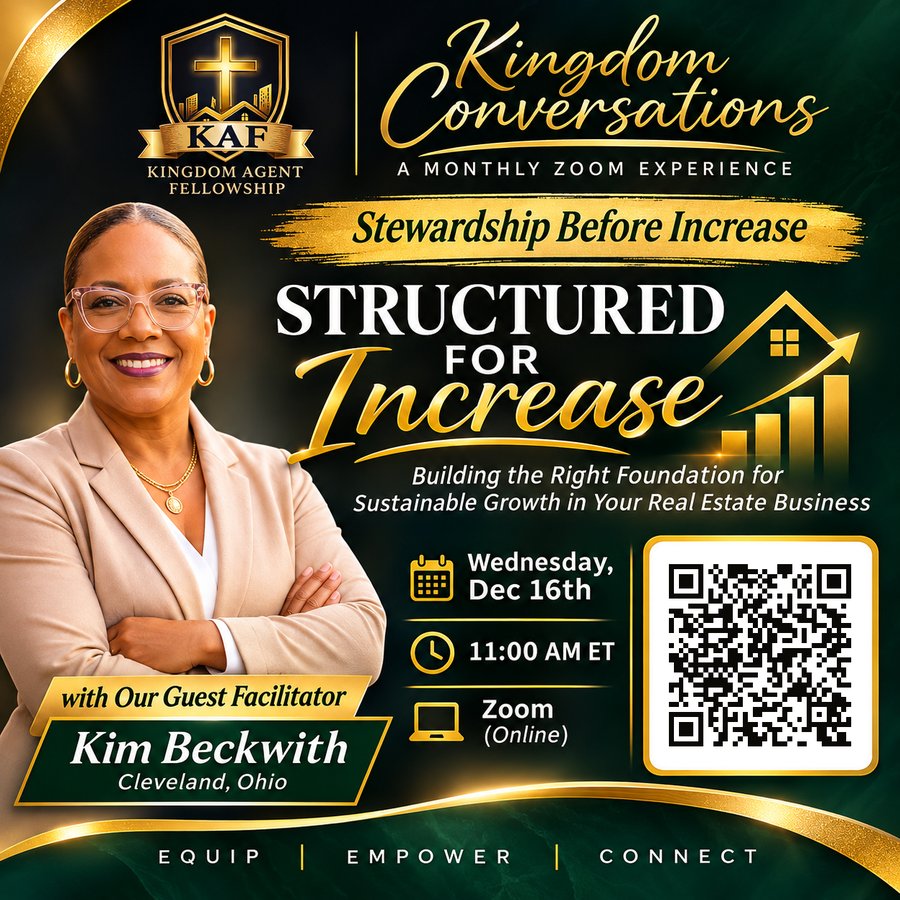 KAF
KINGDOM AGENT
FELLOWSHIP
Kingdom
Conversations
A MONTHLY ZOOM EXPERIENCE
Stewardship Before Increase
STRUCTURED
FOR
Increase
Building the Right Foundation for
Sustainable Growth in Your Real Estate Business
Wednesday,
Dec 16th
11:00 AM ET
Zoom
(Online)
with Our Guest Facilitator
Kim Beckwith
Cleveland, Ohio
EQUIP | EMPOWER | CONNECT